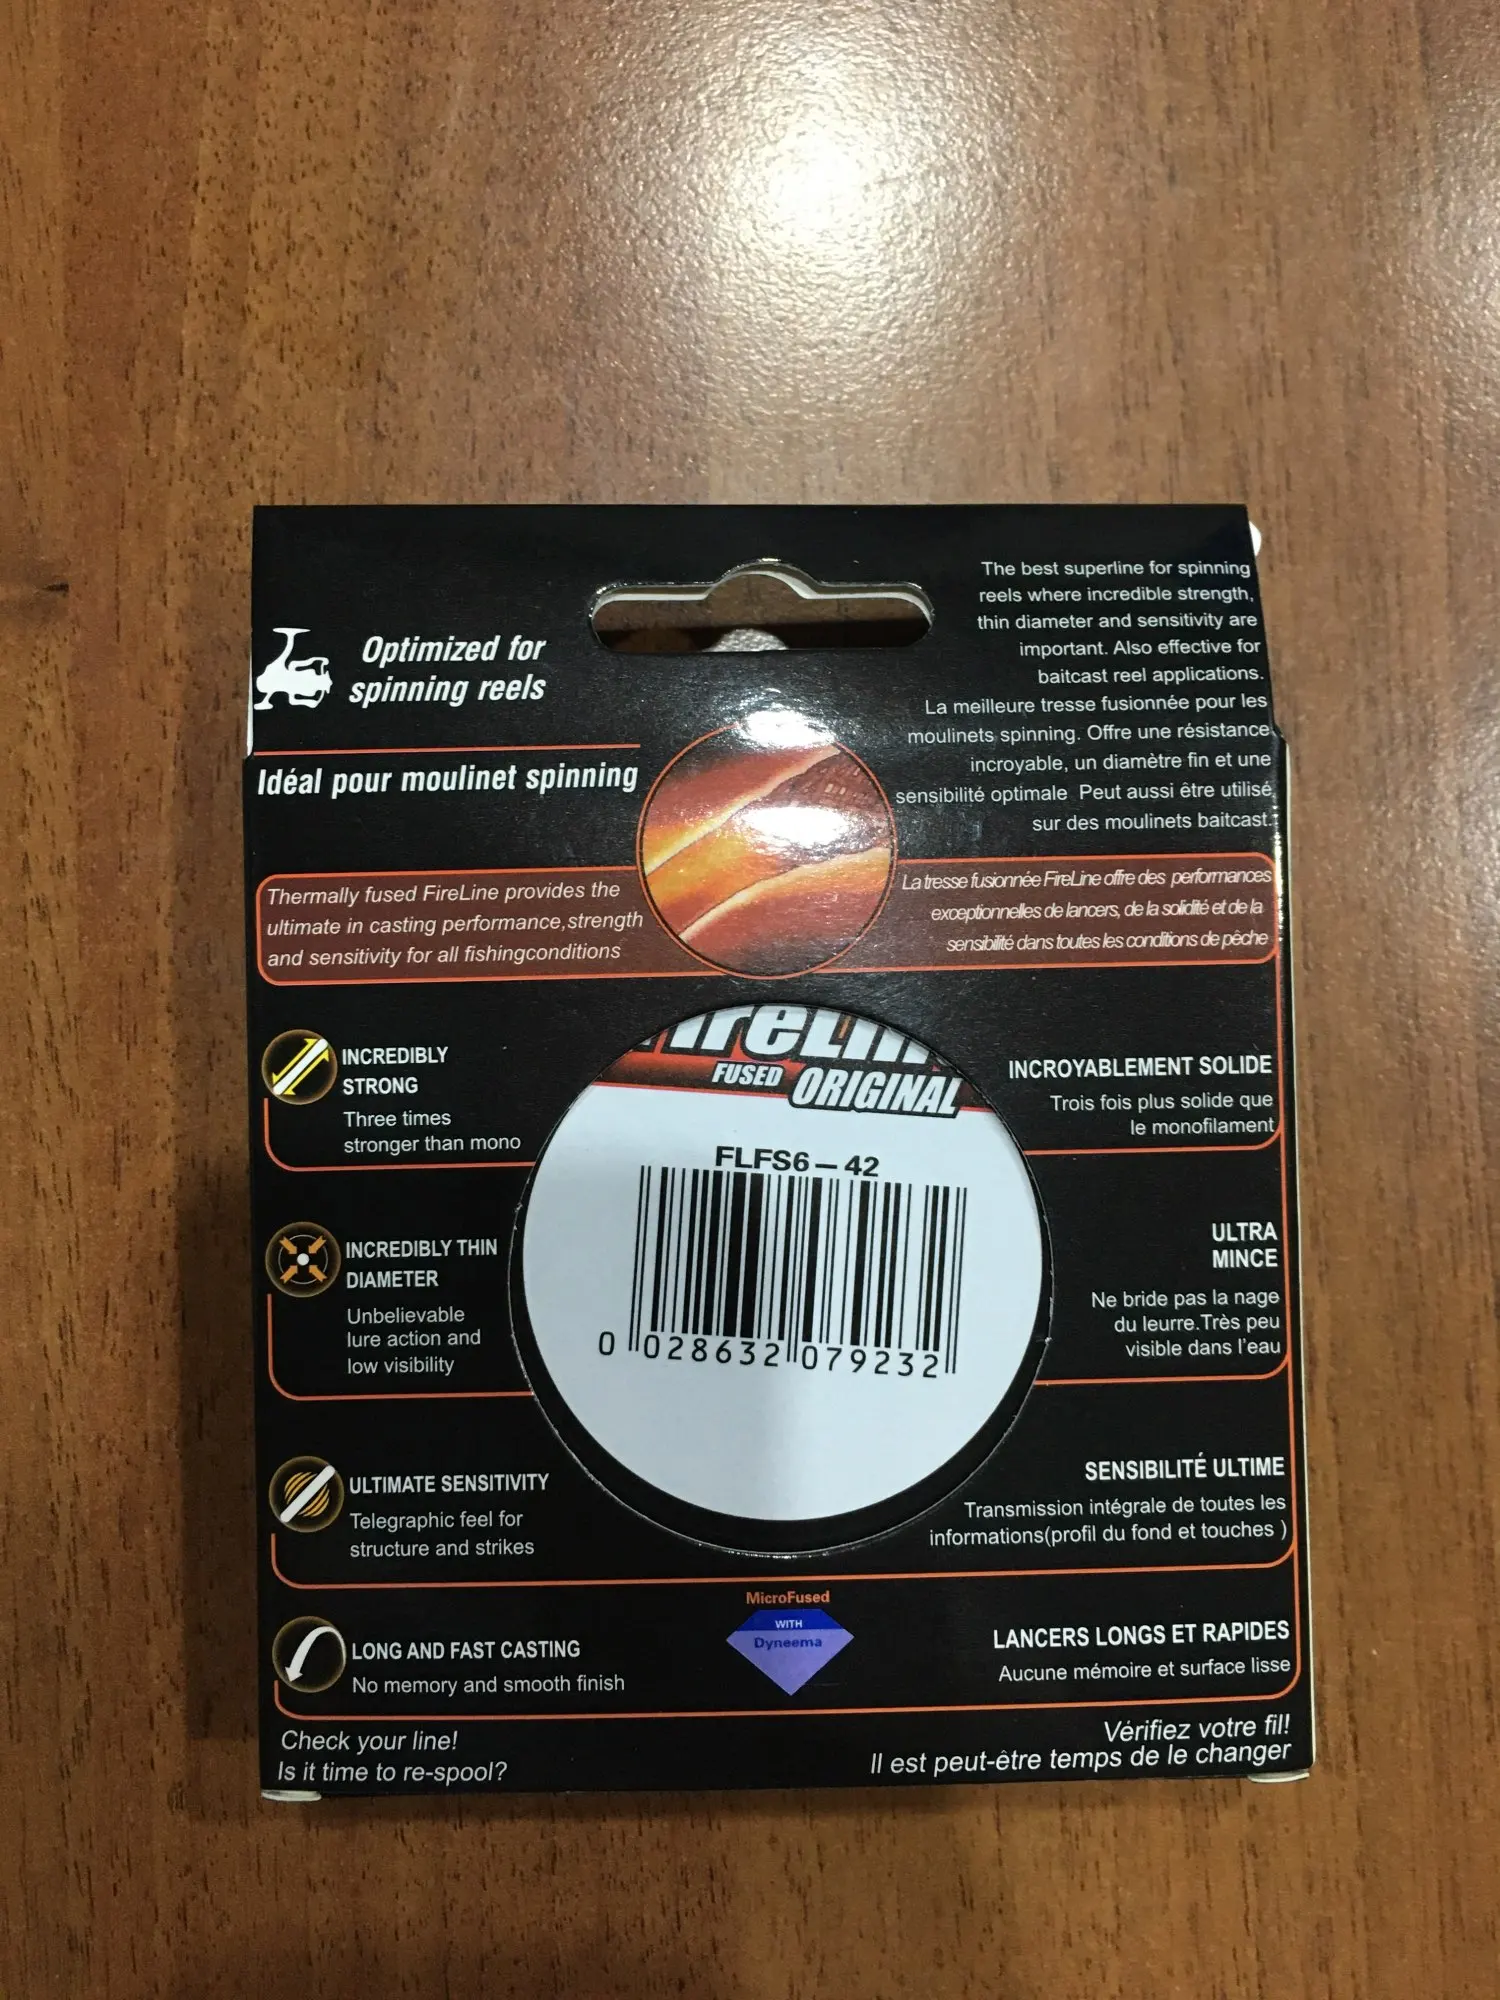 Optimized for
spinning reels
Idéal pour moulinet spinning
The best superline for spinning
reels where incredible strength,
thin diameter and sensitivity are
important. Also effective for
baitcast reel applications.
La meilleure tresse fusionnée pour les
moulinets spinning. Offre une résistance
incroyable, un diamètre fin et une
sensibilité optimale Peut aussi être utilisé
sur des moulinets baitcast.
Thermally fused FireLine provides the
ultimate in casting performance,strength
and sensitivity for all fishingconditions
La tresse fusionnée FireLine offre des performances
exceptionnelles de lancers, de la solidité et de la
sensibilité dans toutes les conditions de pêche
INCREDIBLY
STRONG
Three times
stronger than mono
INCROYABLEMENT SOLIDE
Trois fois plus solide que
le monofilament
FireLine
FUSED ORIGINAL
FLFS6-42
0 028632 079232
INCREDIBLY THIN
DIAMETER
Unbelievable
lure action and
low visibility
ULTRA
MINCE
Ne bride pas la nage
du leurre.Très peu
visible dans l'eau
ULTIMATE SENSITIVITY
Telegraphic feel for
structure and strikes
SENSIBILITÉ ULTIME
Transmission intégrale de toutes les
informations(profil du fond et touches )
MicroFused
WITH
Dyneema
LONG AND FAST CASTING
No memory and smooth finish
LANCERS LONGS ET RAPIDES
Aucune mémoire et surface lisse
Check your line!
Is it time to re-spool?
Vérifiez votre fil!
Il est peut-être temps de le changer